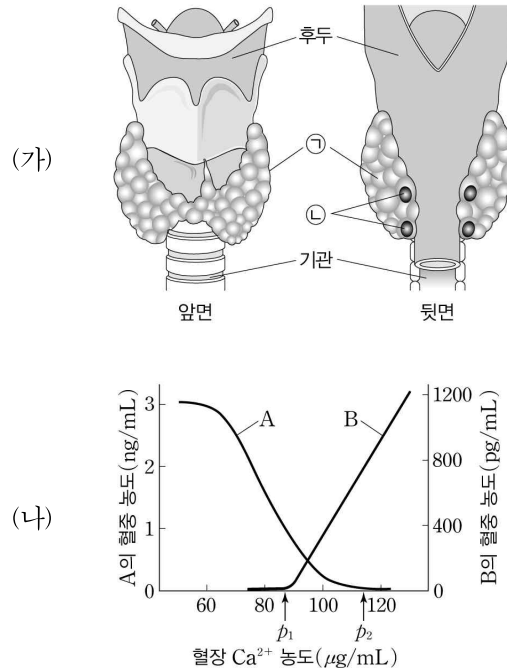 (가)
후두
㉠
㉡
기관
앞면
뒷면
(나)
A의 혈중 농도(ng/mL)
3
2
1
0
A
B
B의 혈중 농도(pg/mL)
1200
800
400
0
60
80
100
120
p₁
p₂
혈장 Ca²⁺ 농도(μg/mL)